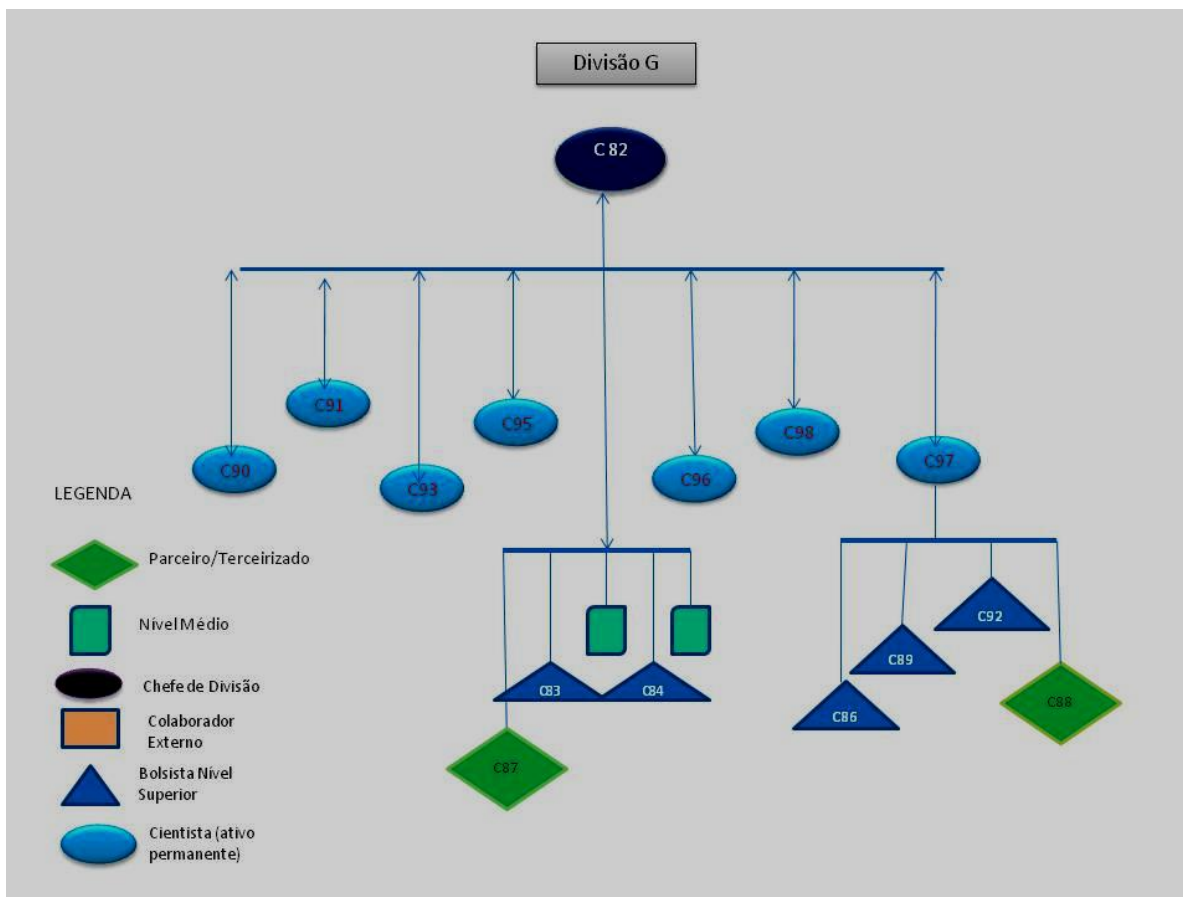 Divisão G
C 82
C91
C95
C98
C90
C93
C96
C97
LEGENDA
Parceiro/Terceirizado
Nível Médio
Chefe de Divisão
Colaborador
Externo
Bolsista Nível
Superior
Cientista (ativo
permanente)
C83
C84
C87
C92
C89
C86
C88